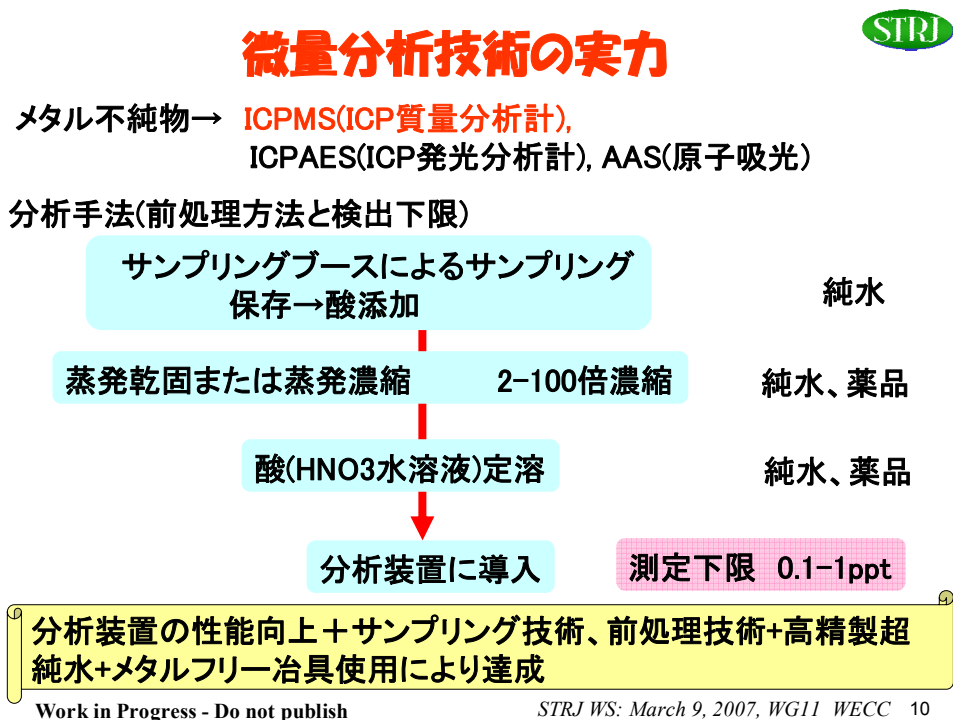 STRJ
微量分析技術の実力
メタル不純物→ ICPMS(ICP質量分析計),
ICPAES(ICP発光分析計), AAS(原子吸光)
分析手法(前処理方法と検出下限)
サンプリングブースによるサンプリング
保存→酸添加
純水
蒸発乾固または蒸発濃縮 2-100倍濃縮
純水、薬品
酸(HNO3水溶液)定溶
純水、薬品
分析装置に導入
測定下限 0.1-1ppt
分析装置の性能向上+サンプリング技術、前処理技術+高精製超
純水+メタルフリー冶具使用により達成
Work in Progress - Do not publish
STRJ WS: March 9, 2007, WG11 WECC 10